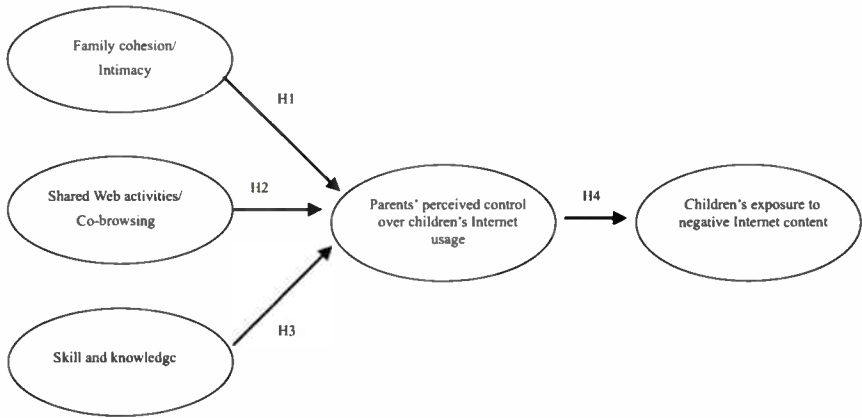 Family cohesion/
Intimacy
H1
Shared Web activities/
Co-browsing
H2
Parents' perceived control
over children's Internet
usage
H4
Children's exposure to
negative Internet content
H3
Skill and knowledge